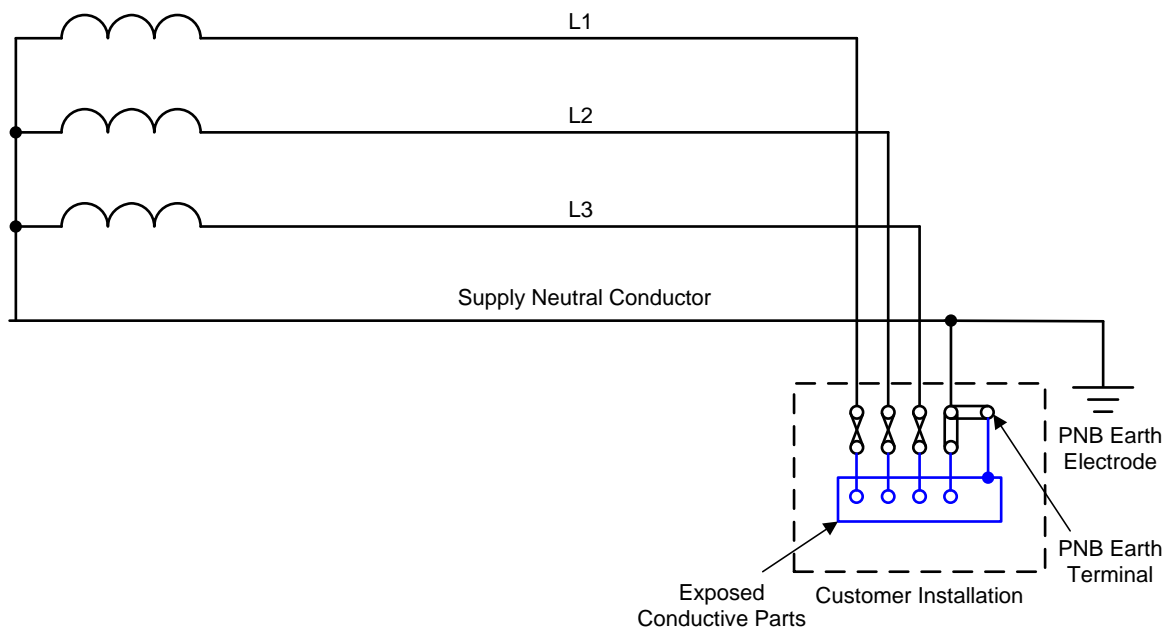 L1
L2
L3
Supply Neutral Conductor
PNB Earth
Electrode
PNB Earth
Terminal
Exposed
Conductive Parts
Customer Installation